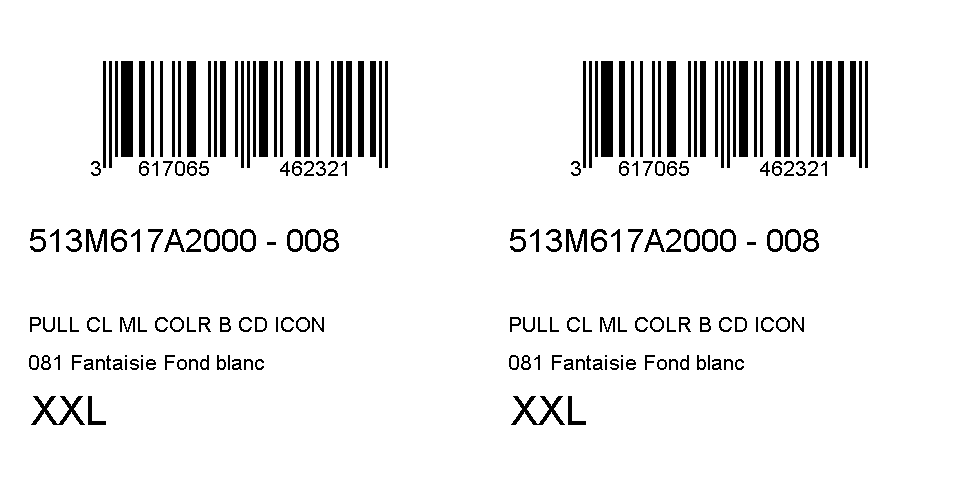 3 617065 462321
513M617A2000 - 008
PULL CL ML COLR B CD ICON
081 Fantaisie Fond blanc
XXL
3 617065 462321
513M617A2000 - 008
PULL CL ML COLR B CD ICON
081 Fantaisie Fond blanc
XXL